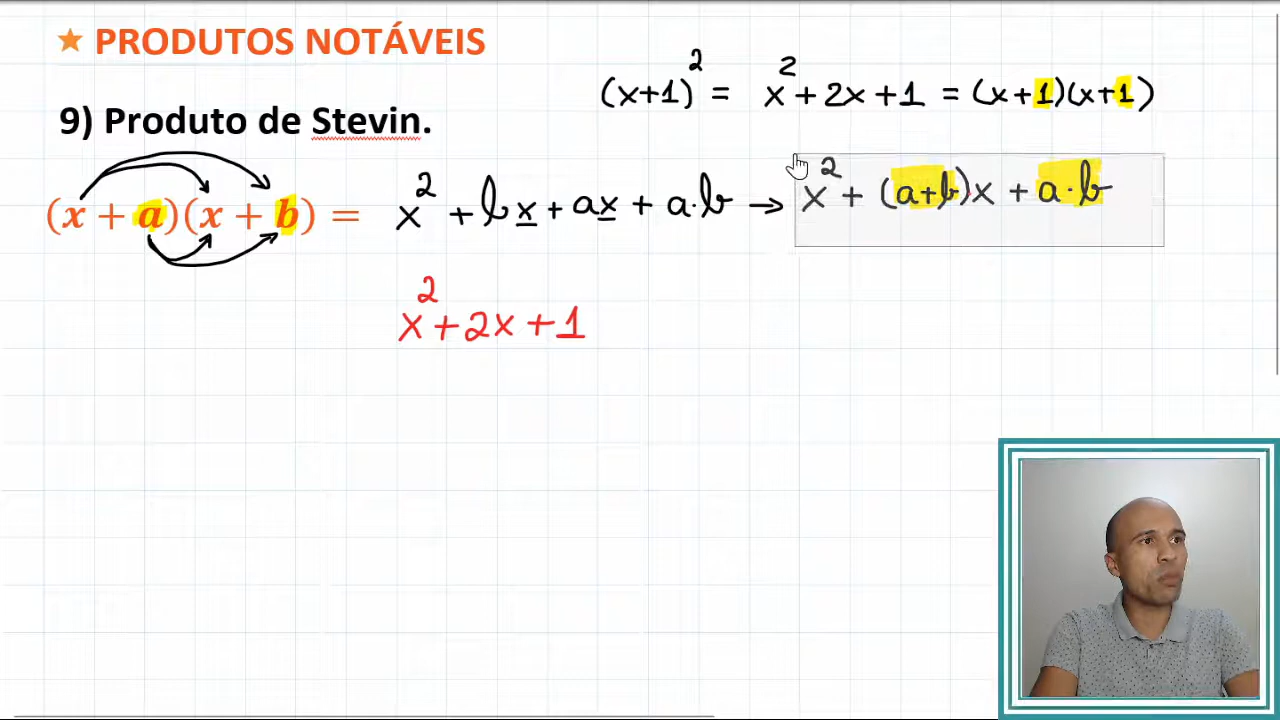 ★ PRODUTOS NOTÁVEIS
(x+1)² = x² + 2x + 1 = (x+1)(x+1)
9) Produto de Stevin.
(x + a)(x + b) = x² + bx + ax + a·b → x² + (a+b)x + a·b
x² + 2x + 1